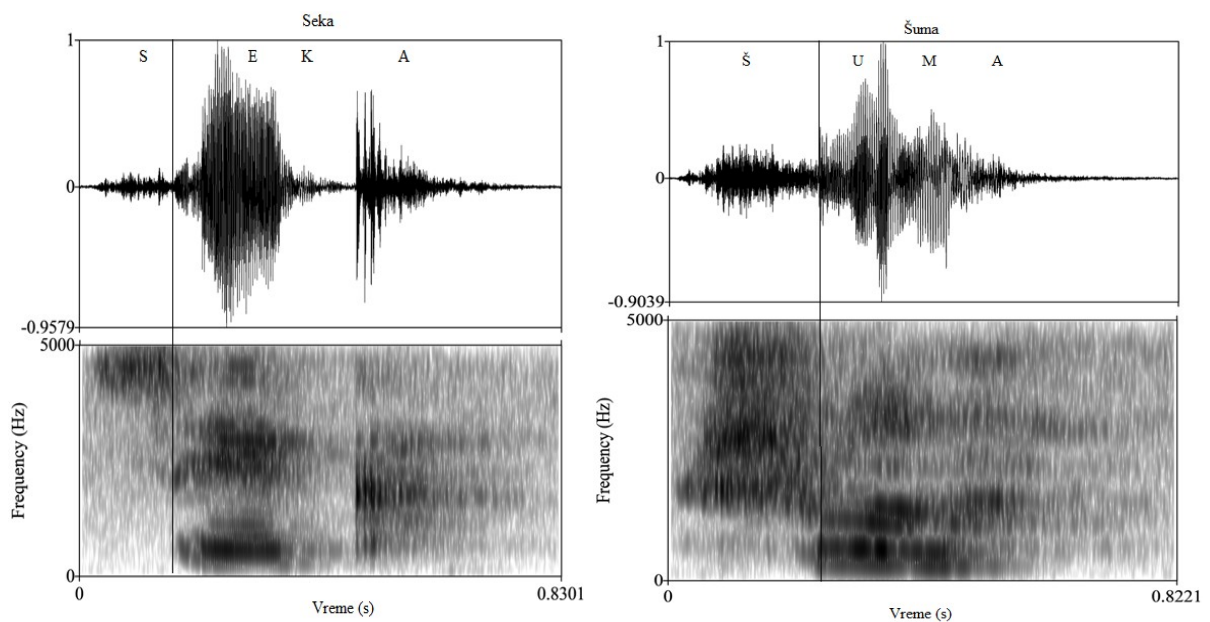 Seka
1
S E K A
0
-0.9579
5000
Frequency (Hz)
0
0 0.8301
Vreme (s)
Šuma
1
Š U M A
0
-0.9039
5000
Frequency (Hz)
0
0 0.8221
Vreme (s)